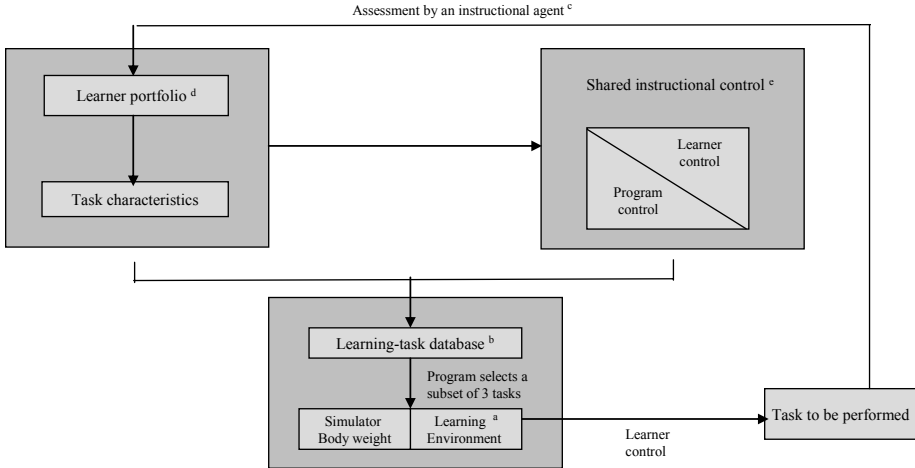 Assessment by an instructional agent c
Learner portfolio d
Task characteristics
Shared instructional control e
Learner
control
Program
control
Learning-task database b
Program selects a
subset of 3 tasks
Simulator
Body weight
Learning a
Environment
Learner
control
Task to be performed